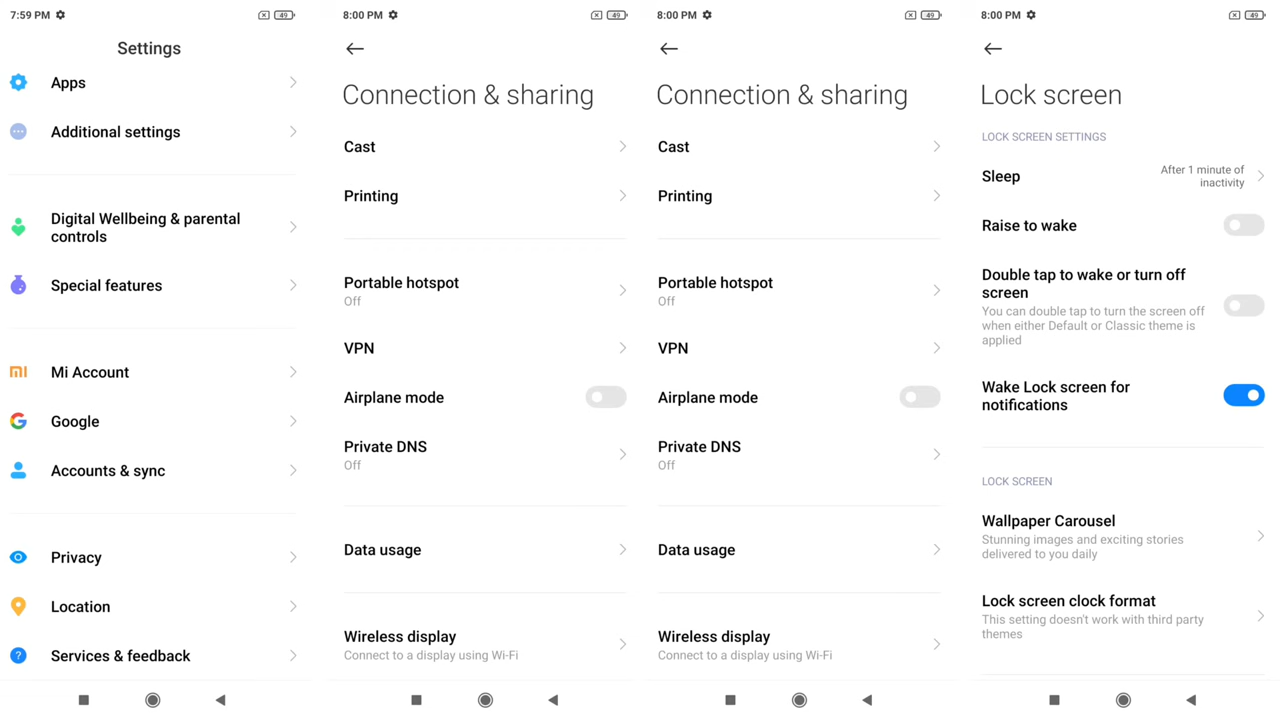 7:59 PM
49
Settings
Apps
Additional settings
Digital Wellbeing & parental
controls
Special features
Mi Account
Google
Accounts & sync
Privacy
Location
Services & feedback
8:00 PM
49
Connection & sharing
Cast
Printing
Portable hotspot
Off
VPN
Airplane mode
Private DNS
Off
Data usage
Wireless display
Connect to a display using Wi-Fi
8:00 PM
49
Connection & sharing
Cast
Printing
Portable hotspot
Off
VPN
Airplane mode
Private DNS
Off
Data usage
Wireless display
Connect to a display using Wi-Fi
8:00 PM
49
Lock screen
LOCK SCREEN SETTINGS
Sleep
After 1 minute of
inactivity
Raise to wake
Double tap to wake or turn off
screen
You can double tap to turn the screen off
when either Default or Classic theme is
applied
Wake Lock screen for
notifications
LOCK SCREEN
Wallpaper Carousel
Stunning images and exciting stories
delivered to you daily
Lock screen clock format
This setting doesn't work with third party
themes